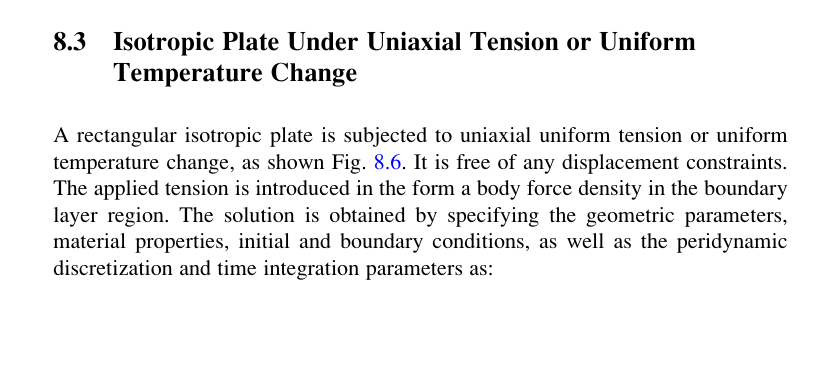 8.3 Isotropic Plate Under Uniaxial Tension or Uniform
Temperature Change
A rectangular isotropic plate is subjected to uniaxial uniform tension or uniform
temperature change, as shown Fig. 8.6. It is free of any displacement constraints.
The applied tension is introduced in the form a body force density in the boundary
layer region. The solution is obtained by specifying the geometric parameters,
material properties, initial and boundary conditions, as well as the peridynamic
discretization and time integration parameters as: